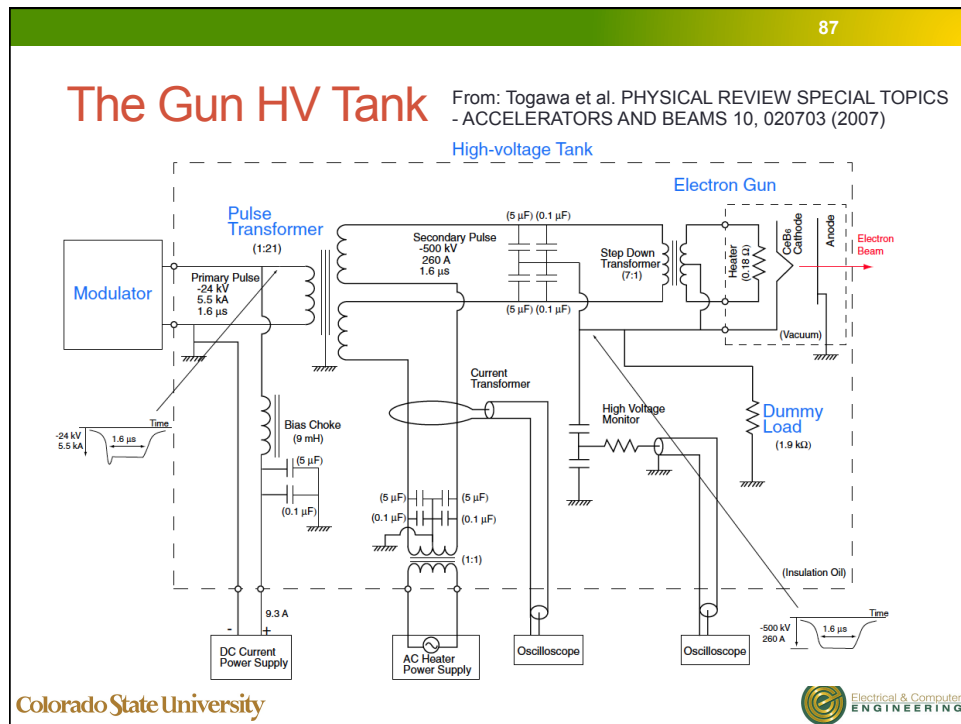 87
The Gun HV Tank
From: Togawa et al. PHYSICAL REVIEW SPECIAL TOPICS
- ACCELERATORS AND BEAMS 10, 020703 (2007)
High-voltage Tank
Electron Gun
Pulse
Transformer
(1:21)
(5 µF) (0.1 µF)
Secondary Pulse
-500 kV
260 A
1.6 µs
Step Down
Transformer
(7:1)
Heater
(0.18 Ω)
CeB6
Cathode
Anode
Electron
Beam
Modulator
Primary Pulse
-24 kV
5.5 kA
1.6 µs
(5 µF) (0.1 µF)
(Vacuum)
Current
Transformer
High Voltage
Monitor
Dummy
Load
(1.9 kΩ)
Time
-24 kV
5.5 kA
1.6 µs
Bias Choke
(9 mH)
(5 µF)
(0.1 µF)
(5 µF)
(5 µF)
(0.1 µF)
(0.1 µF)
(1:1)
(Insulation Oil)
9.3 A
- +
DC Current
Power Supply
AC Heater
Power Supply
Oscilloscope
Oscilloscope
Time
-500 kV
260 A
1.6 µs
Colorado State University
Electrical & Computer
ENGINEERING